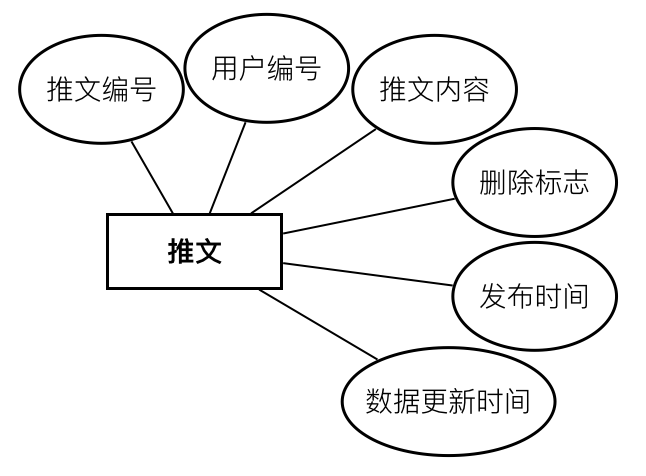 推文编号
用户编号
推文内容
删除标志
推文
发布时间
数据更新时间